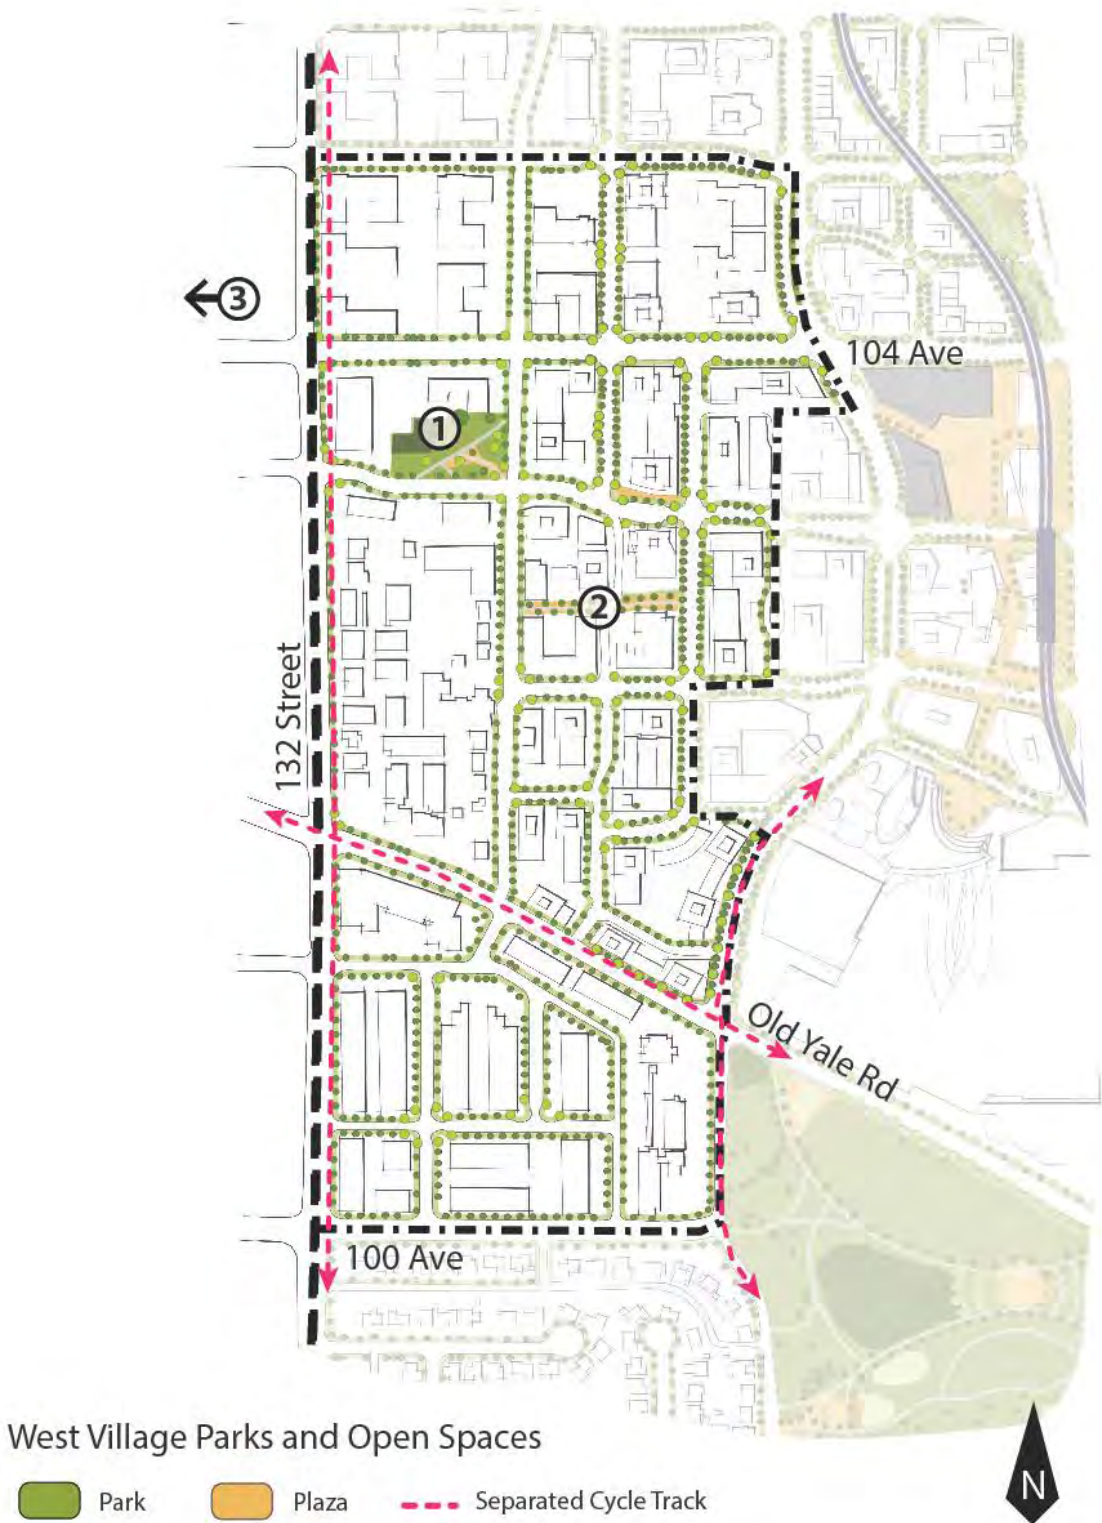 3
104 Ave
1
2
132 Street
Old Yale Rd
100 Ave
West Village Parks and Open Spaces
N
Park Plaza Separated Cycle Track